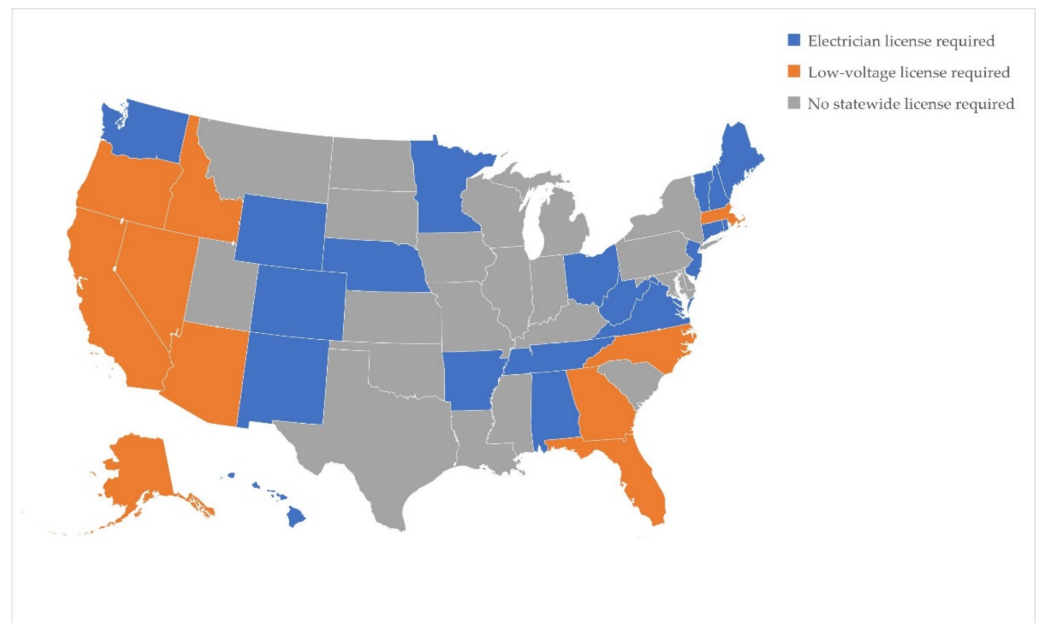 Electrician license required
Low-voltage license required
No statewide license required